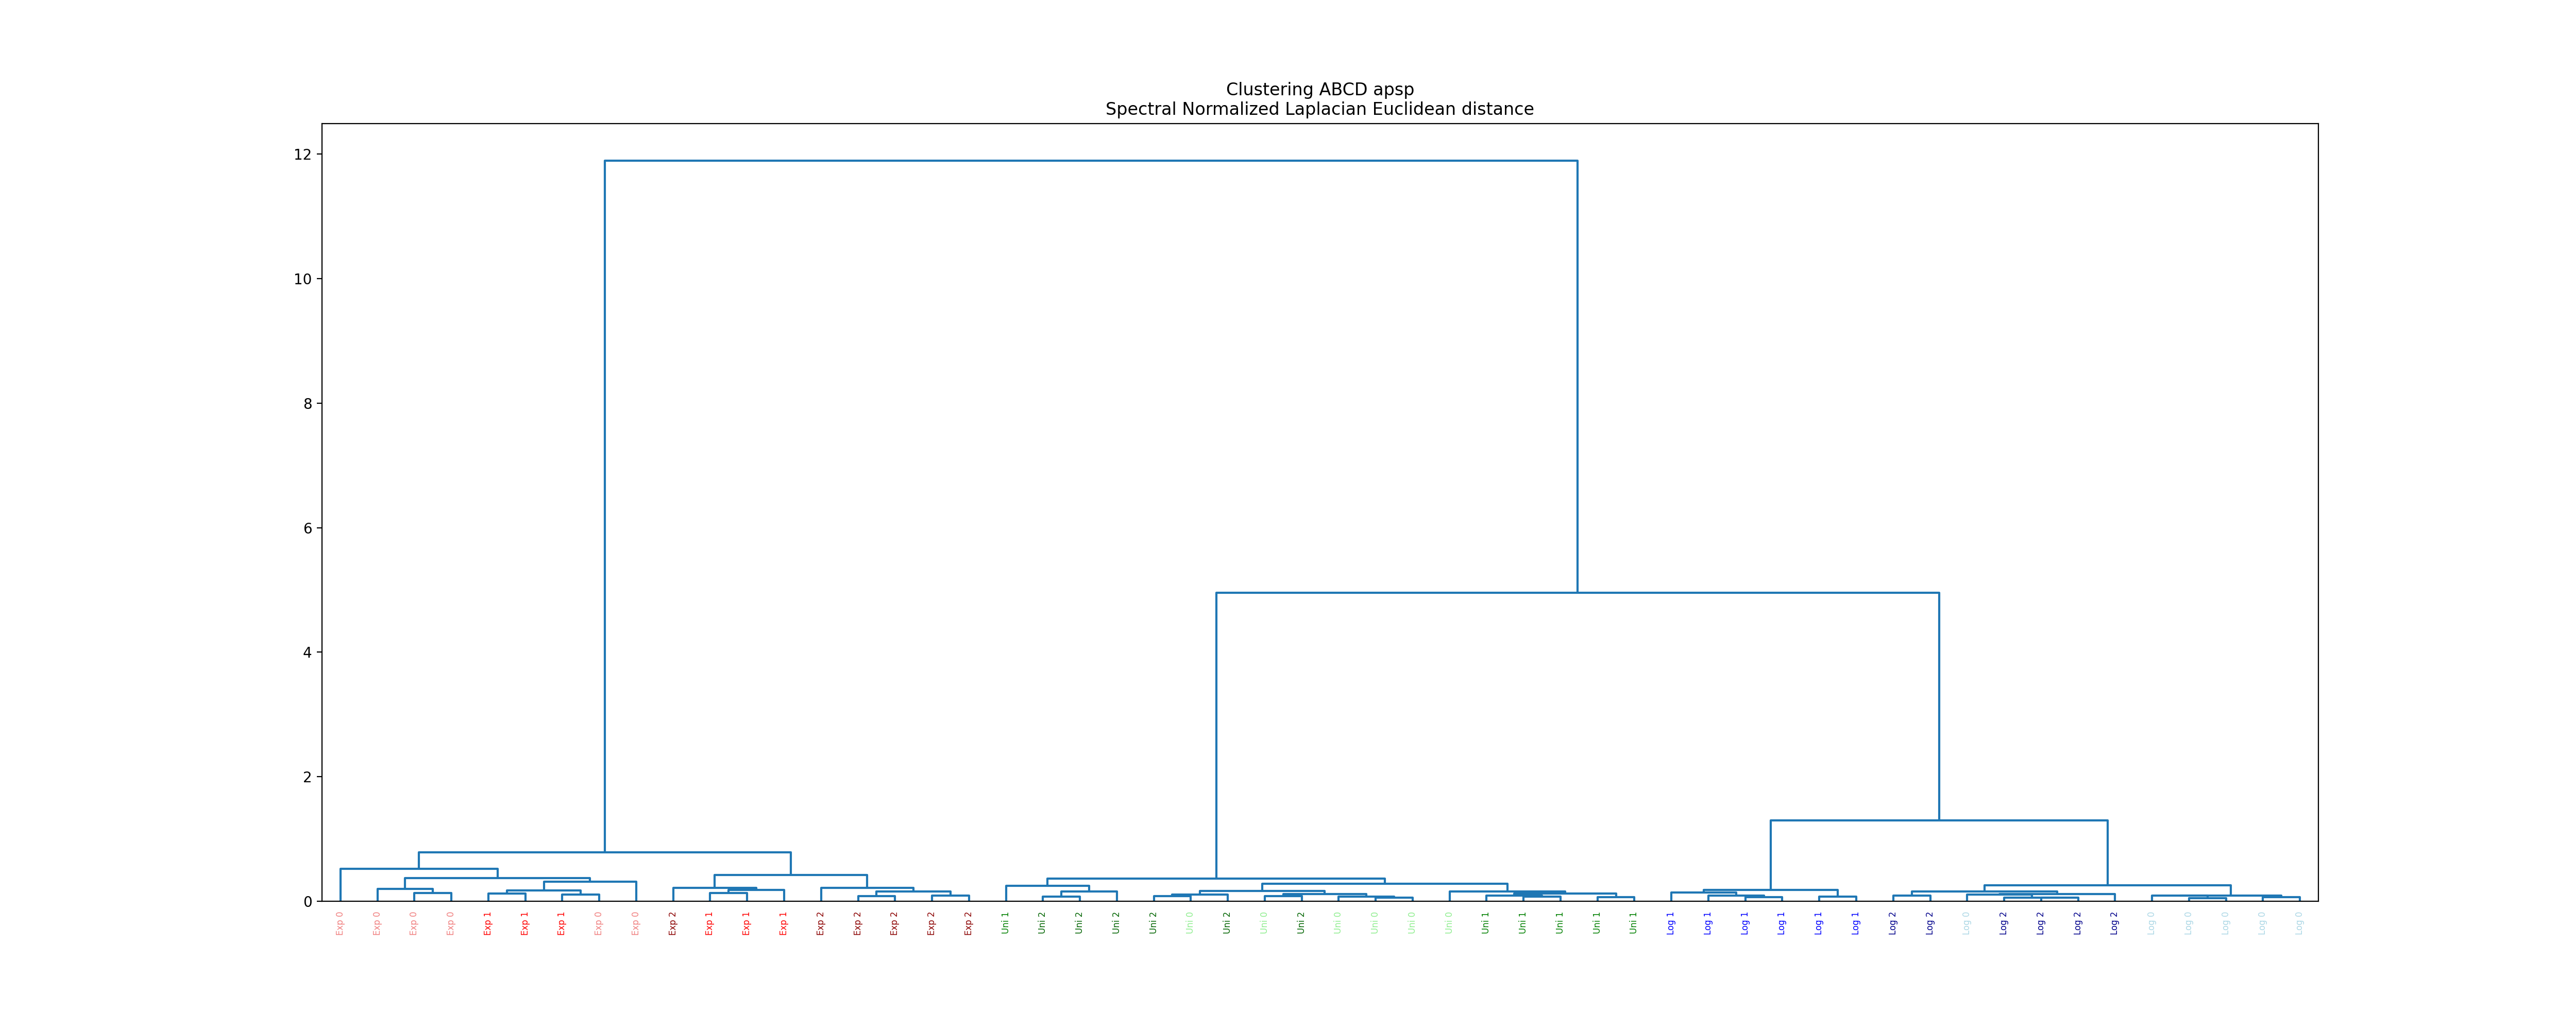 Clustering ABCD apsp
Spectral Normalized Laplacian Euclidean distance
12
10
8
6
4
2
0
Exp 0 Exp 0 Exp 0 Exp 0 Exp 1 Exp 1 Exp 1 Exp 0 Exp 0 Exp 2 Exp 1 Exp 1 Exp 1 Exp 2 Exp 2 Exp 2 Exp 2 Exp 2 Uni 1 Uni 2 Uni 2 Uni 2 Uni 2 Uni 0 Uni 2 Uni 0 Uni 2 Uni 0 Uni 0 Uni 0 Uni 0 Uni 1 Uni 1 Uni 1 Uni 1 Uni 1 Log 1 Log 1 Log 1 Log 1 Log 1 Log 1 Log 2 Log 2 Log 0 Log 2 Log 2 Log 2 Log 2 Log 0 Log 0 Log 0 Log 0 Log 0